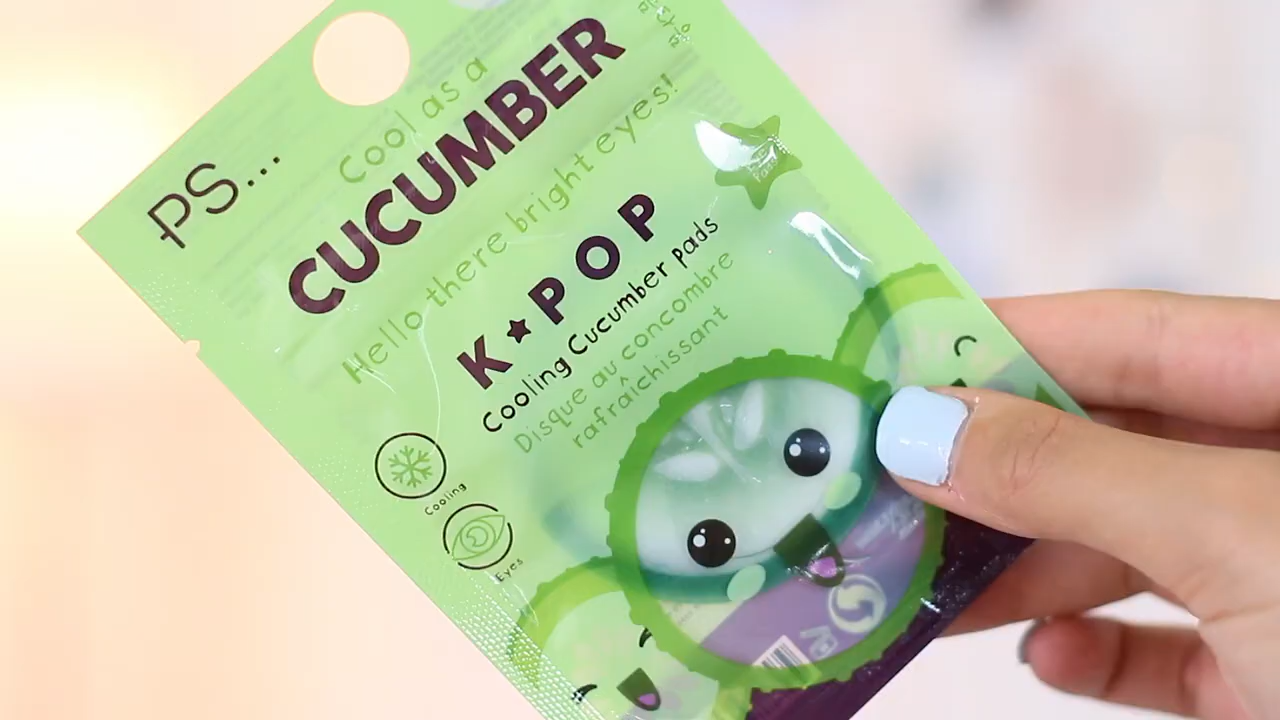 PS...
Cool as a
CUCUMBER
Hello there bright eyes!
K★POP
Cooling Cucumber pads
Disque au concombre
rafraîchissant
Cooling
Eyes